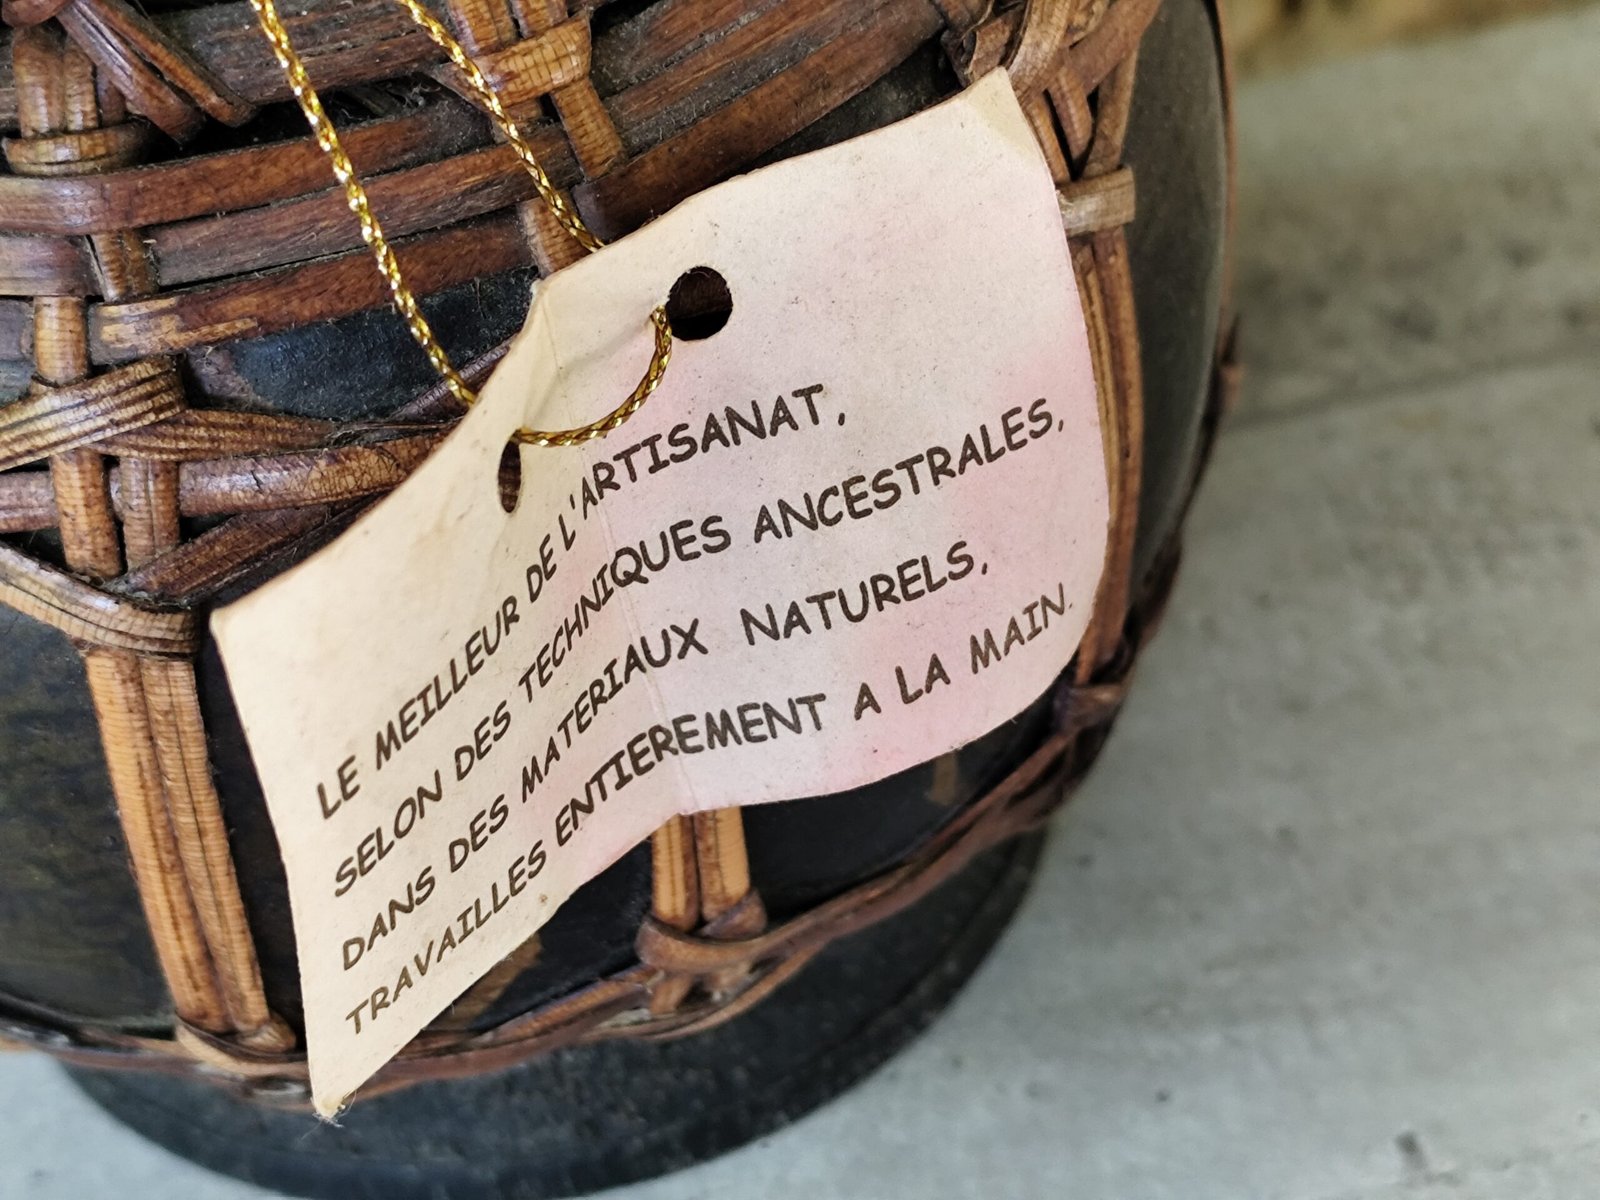 LE MEILLEUR DE L'ARTISANAT,
SELON DES TECHNIQUES ANCESTRALES,
DANS DES MATERIAUX NATURELS,
TRAVAILLES ENTIEREMENT A LA MAIN.